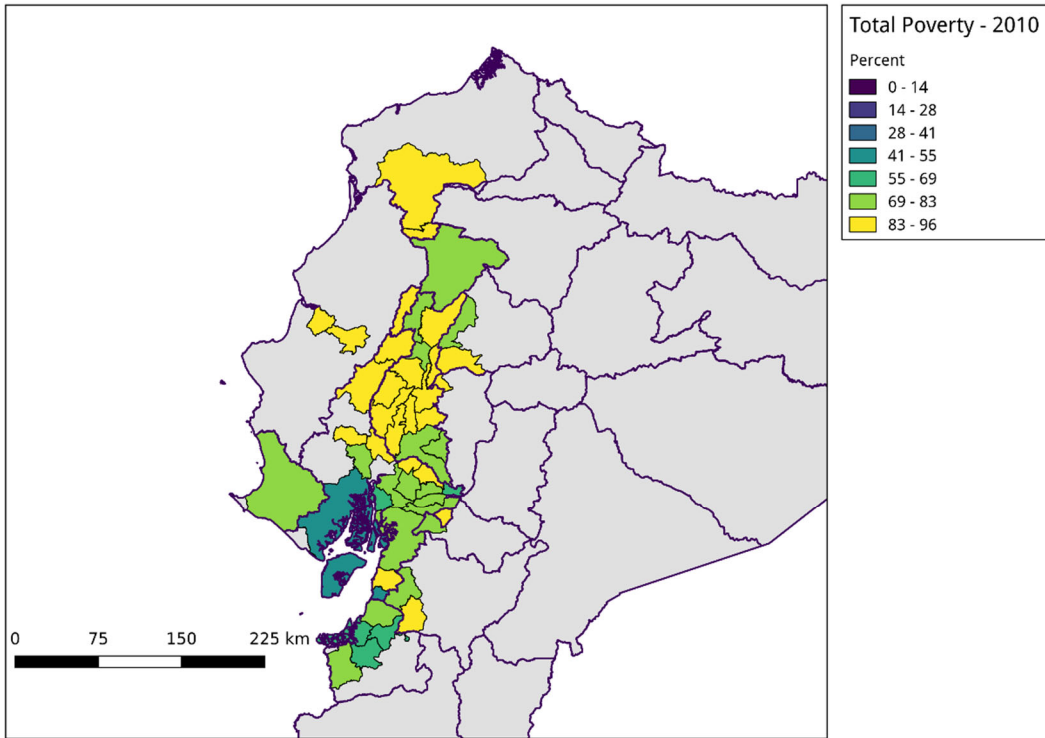 Total Poverty - 2010
Percent
0 - 14
14 - 28
28 - 41
41 - 55
55 - 69
69 - 83
83 - 96
0 75 150 225 km